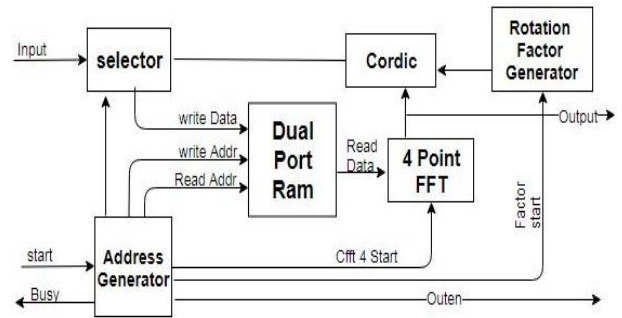 Input
selector
Cordic
Rotation
Factor
Generator
write Data
Output
write Addr
Read Addr
Dual
Port
Ram
Read
Data
4 Point
FFT
Factor
start
start
Address
Generator
Cfft 4 Start
Busy
Outen